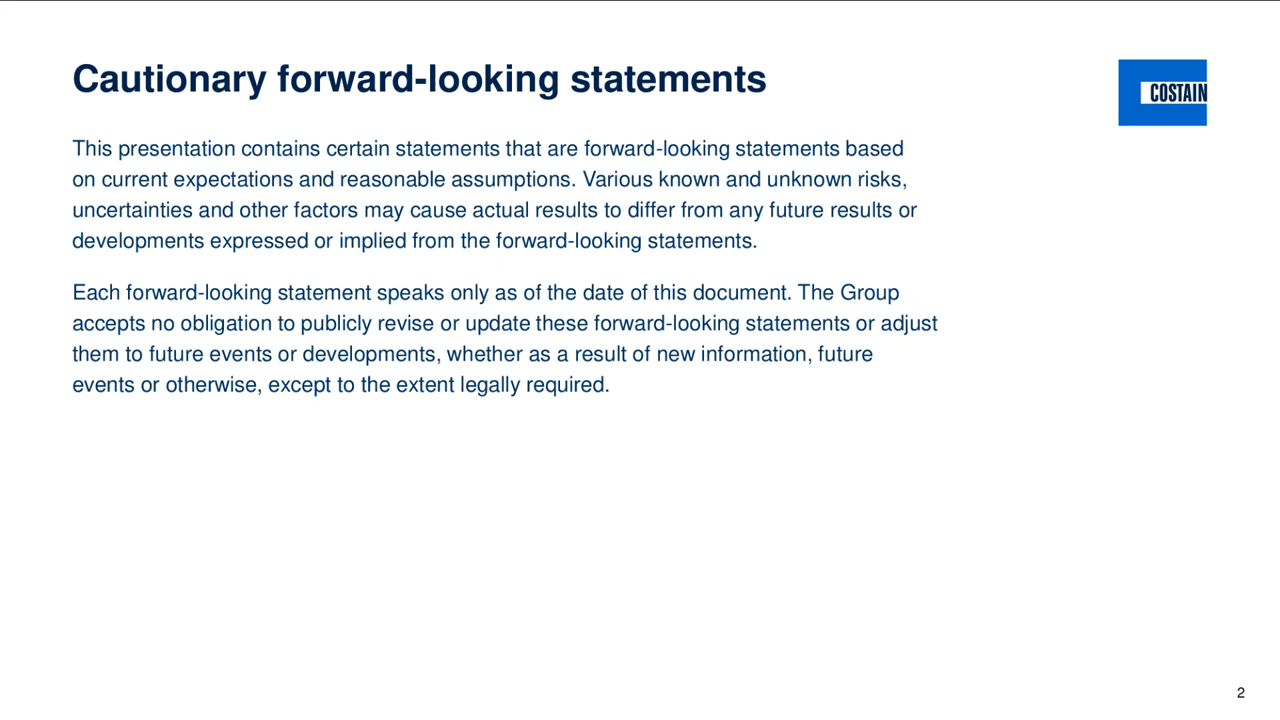 Cautionary forward-looking statements
COSTAIN
This presentation contains certain statements that are forward-looking statements based
on current expectations and reasonable assumptions. Various known and unknown risks,
uncertainties and other factors may cause actual results to differ from any future results or
developments expressed or implied from the forward-looking statements.
Each forward-looking statement speaks only as of the date of this document. The Group
accepts no obligation to publicly revise or update these forward-looking statements or adjust
them to future events or developments, whether as a result of new information, future
events or otherwise, except to the extent legally required.
2